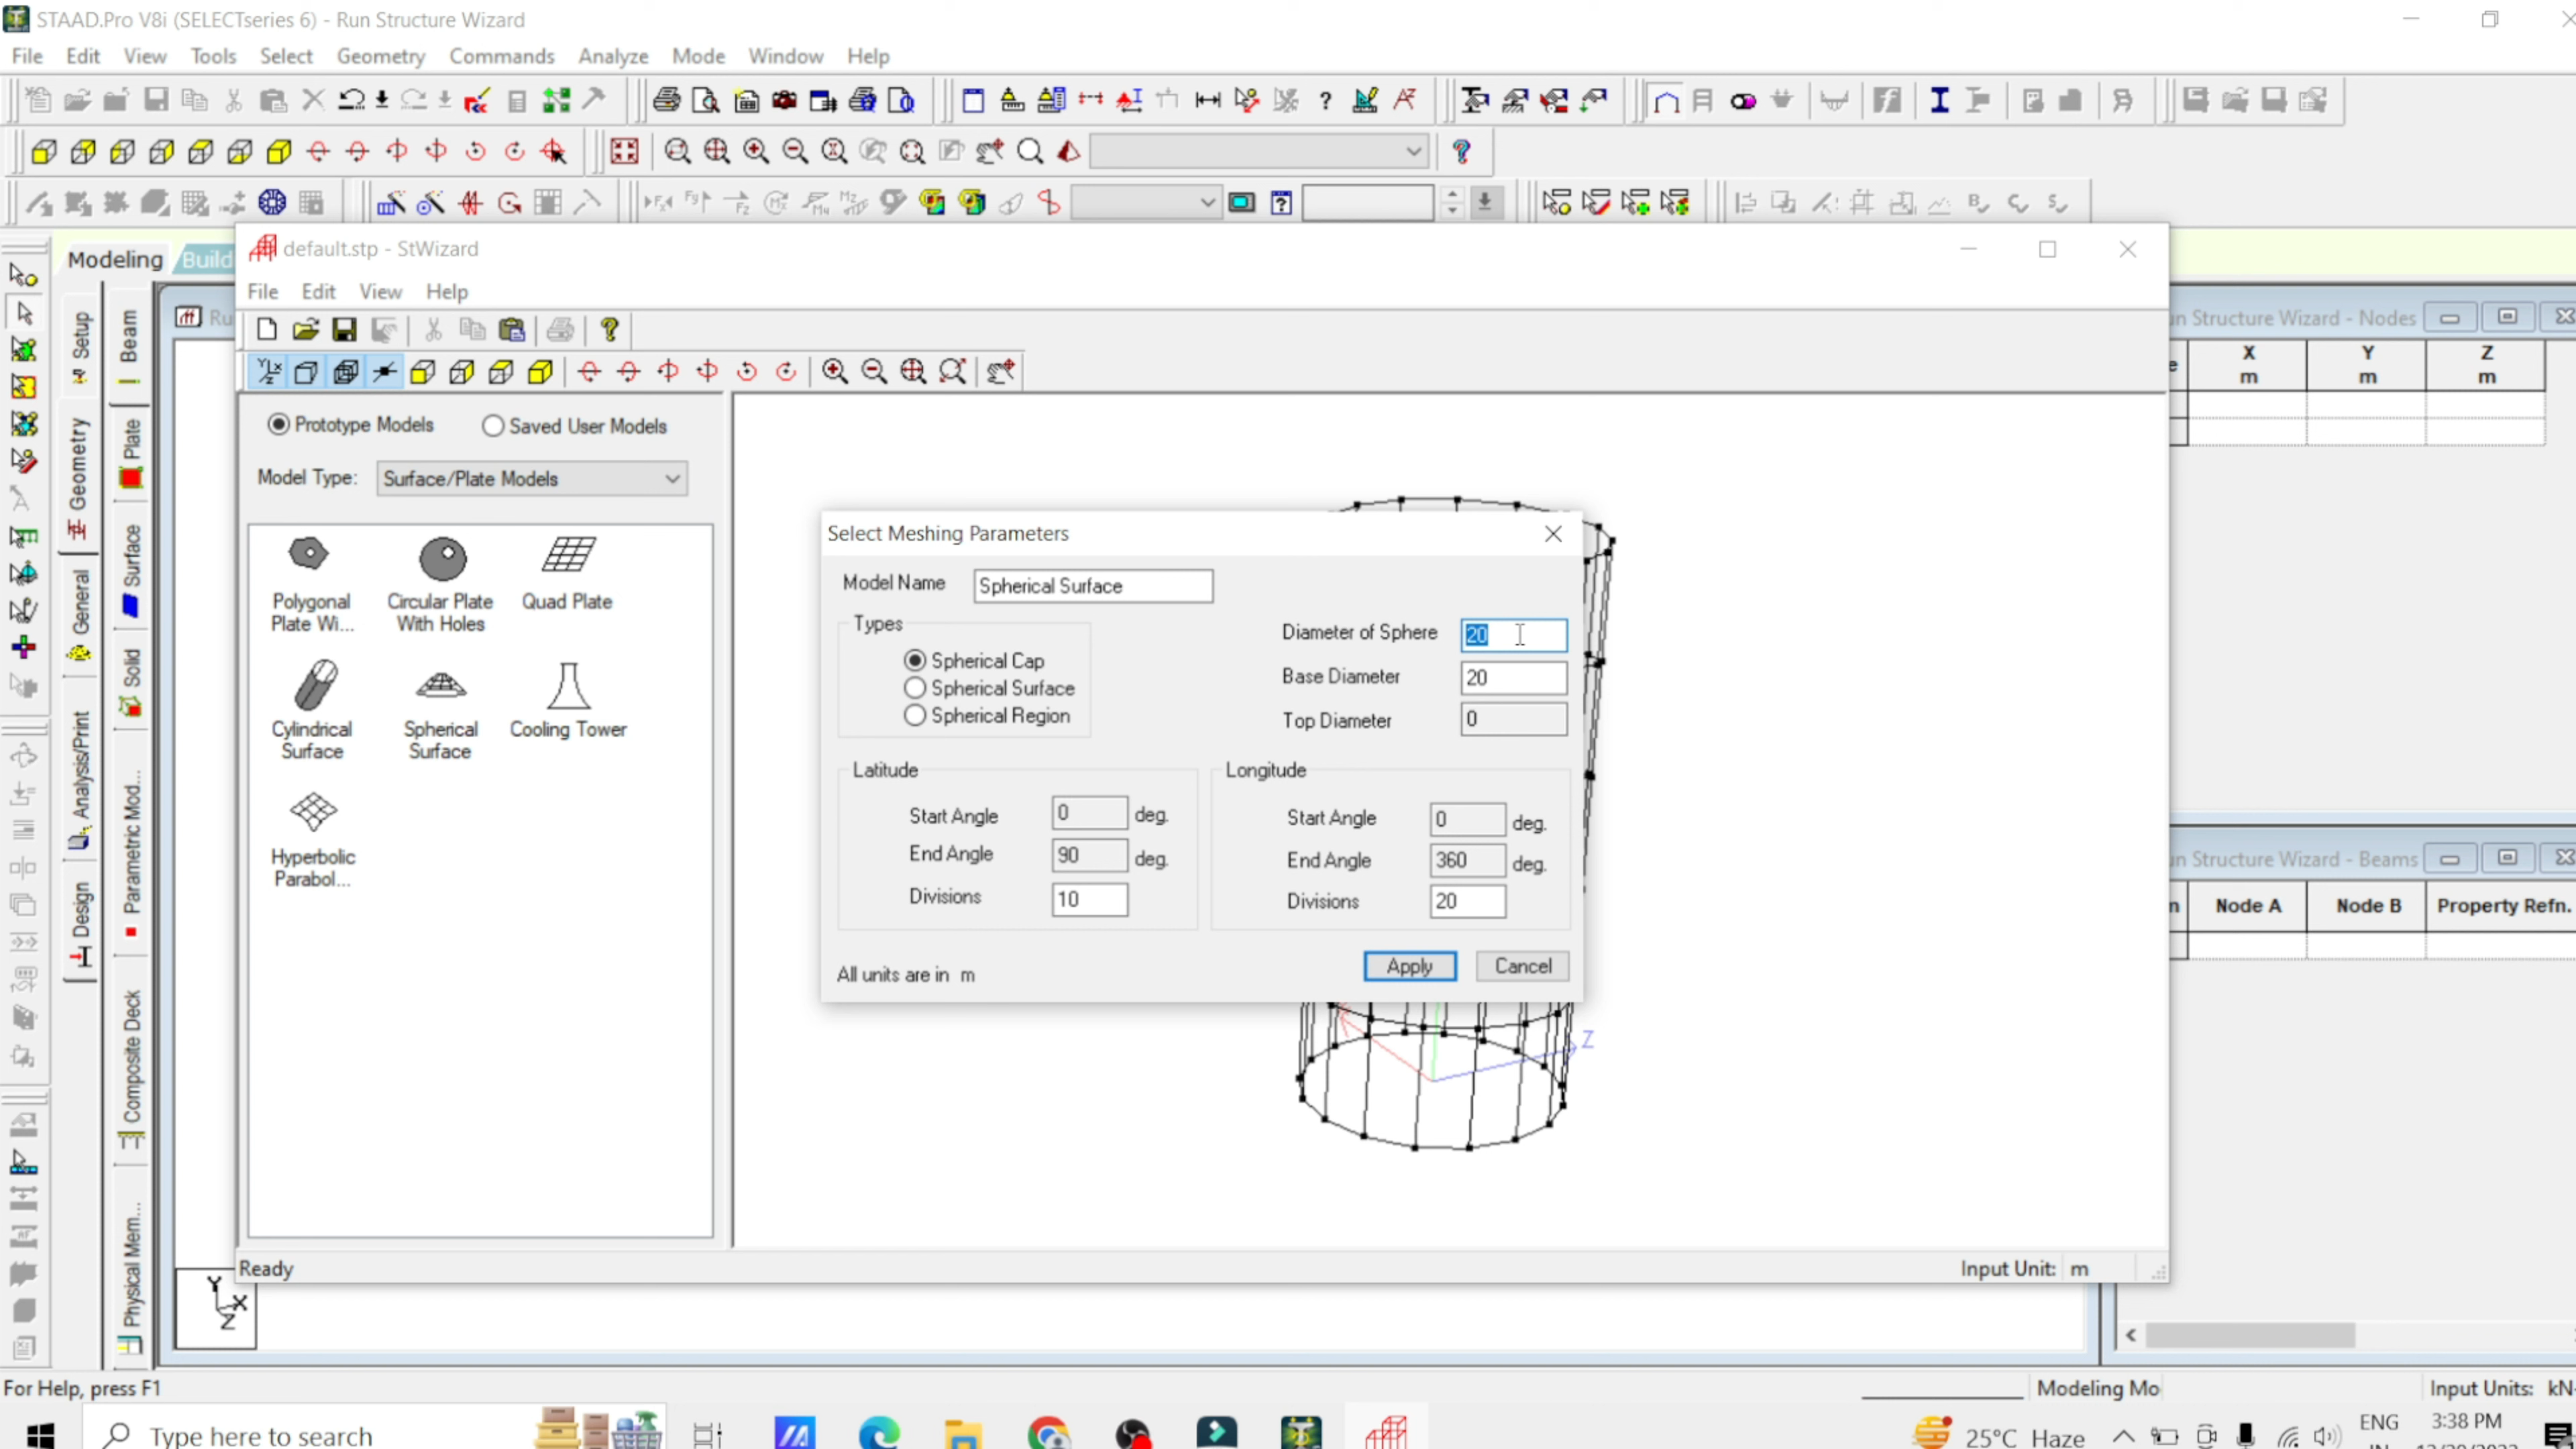 STAAD.Pro V8i (SELECTseries 6) - Run Structure Wizard
File Edit View Tools Select Geometry Commands Analyze Mode Window Help
Modeling Build
default.stp - StWizard
File Edit View Help
Prototype Models Saved User Models
Model Type: Surface/Plate Models
Polygonal Plate Wi...
Circular Plate With Holes
Quad Plate
Cylindrical Surface
Spherical Surface
Cooling Tower
Hyperbolic Parabol...
Select Meshing Parameters
Model Name Spherical Surface
Types
Spherical Cap
Spherical Surface
Spherical Region
Diameter of Sphere 20
Base Diameter 20
Top Diameter 0
Latitude
Start Angle 0 deg.
End Angle 90 deg.
Divisions 10
Longitude
Start Angle 0 deg.
End Angle 360 deg.
Divisions 20
All units are in m
Apply Cancel
Z
Ready
Input Unit: m
Setup
Geometry
General
Analysis/Print
Design
Beam
Plate
Surface
Solid
Parametric Mod...
Composite Deck
Physical Mem...
Structure Wizard - Nodes
X m
Y m
Z m
Structure Wizard - Beams
Node A Node B Property Refn.
Y
X
Z
For Help, press F1
Modeling Mo
Input Units: kN
Type here to search
25°C Haze
ENG
3:38 PM